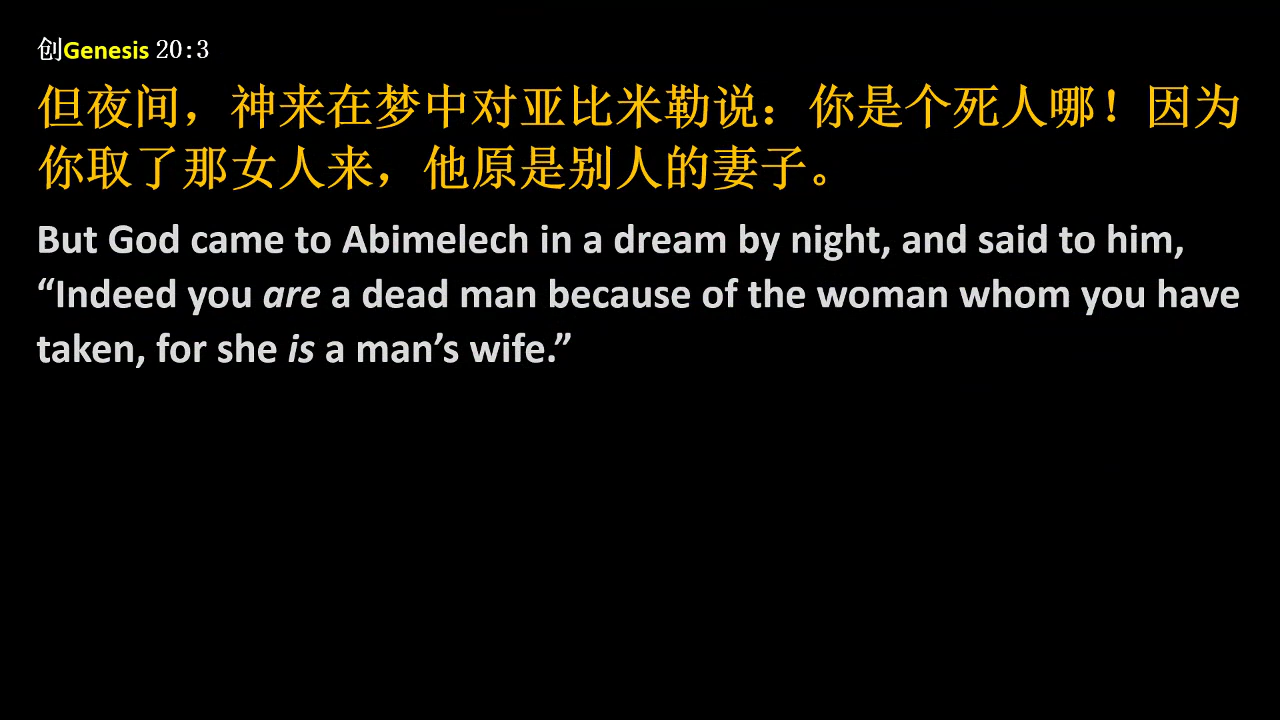 创Genesis 20:3
但夜间，神来在梦中对亚比米勒说：你是个死人哪！因为
你取了那女人来，他原是别人的妻子。
But God came to Abimelech in a dream by night, and said to him,
“Indeed you are a dead man because of the woman whom you have
taken, for she is a man’s wife.”